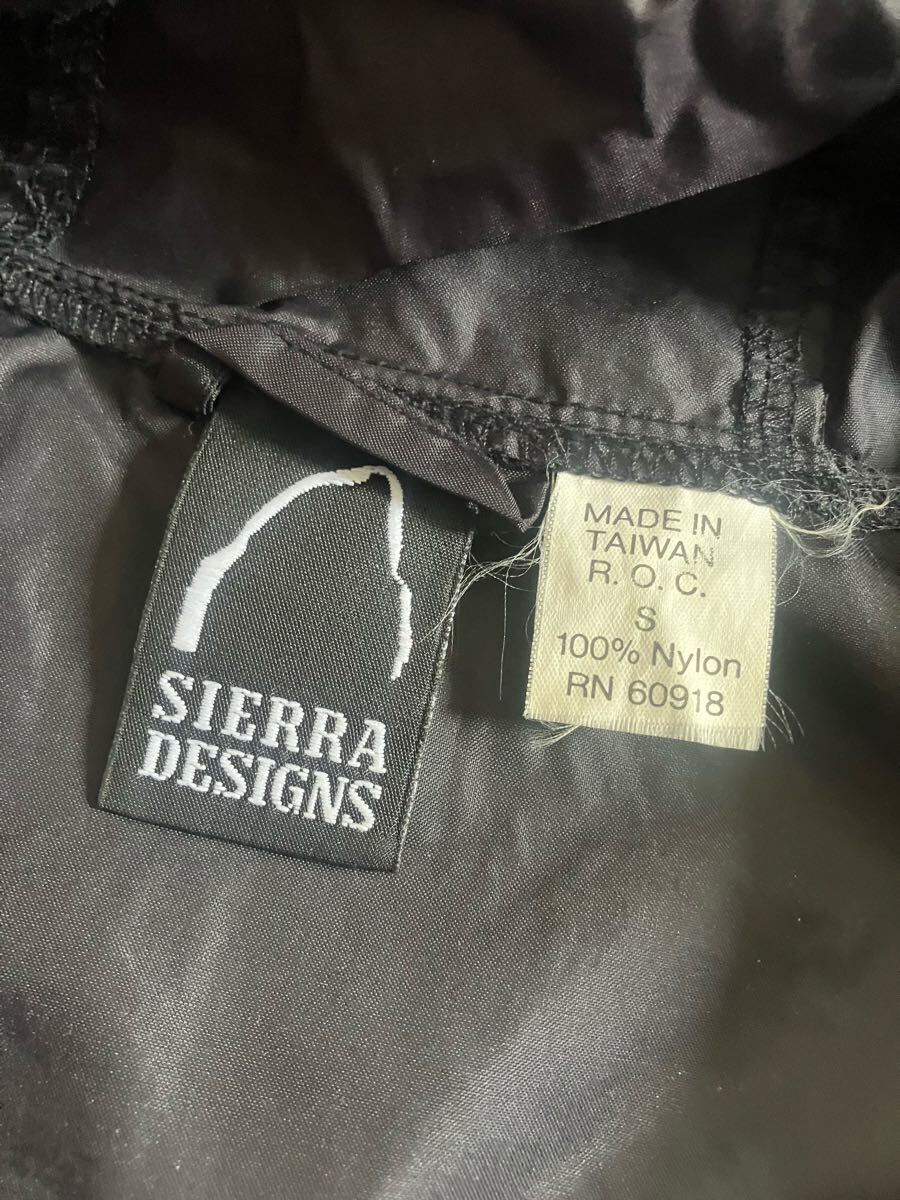 SIERRA
DESIGNS
MADE IN
TAIWAN
R. O. C.
S
100% Nylon
RN 60918